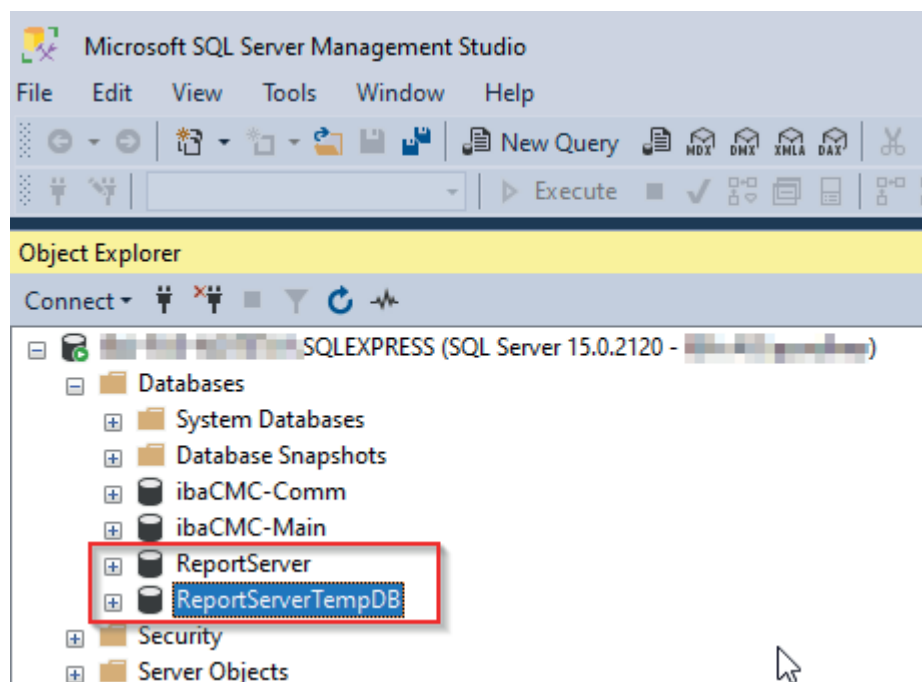 Microsoft SQL Server Management Studio
File Edit View Tools Window Help
New Query MDX DMX XMLA DAX
Execute
Object Explorer
Connect
SQLEXPRESS (SQL Server 15.0.2120 - )
Databases
System Databases
Database Snapshots
ibaCMC-Comm
ibaCMC-Main
ReportServer
ReportServerTempDB
Security
Server Objects